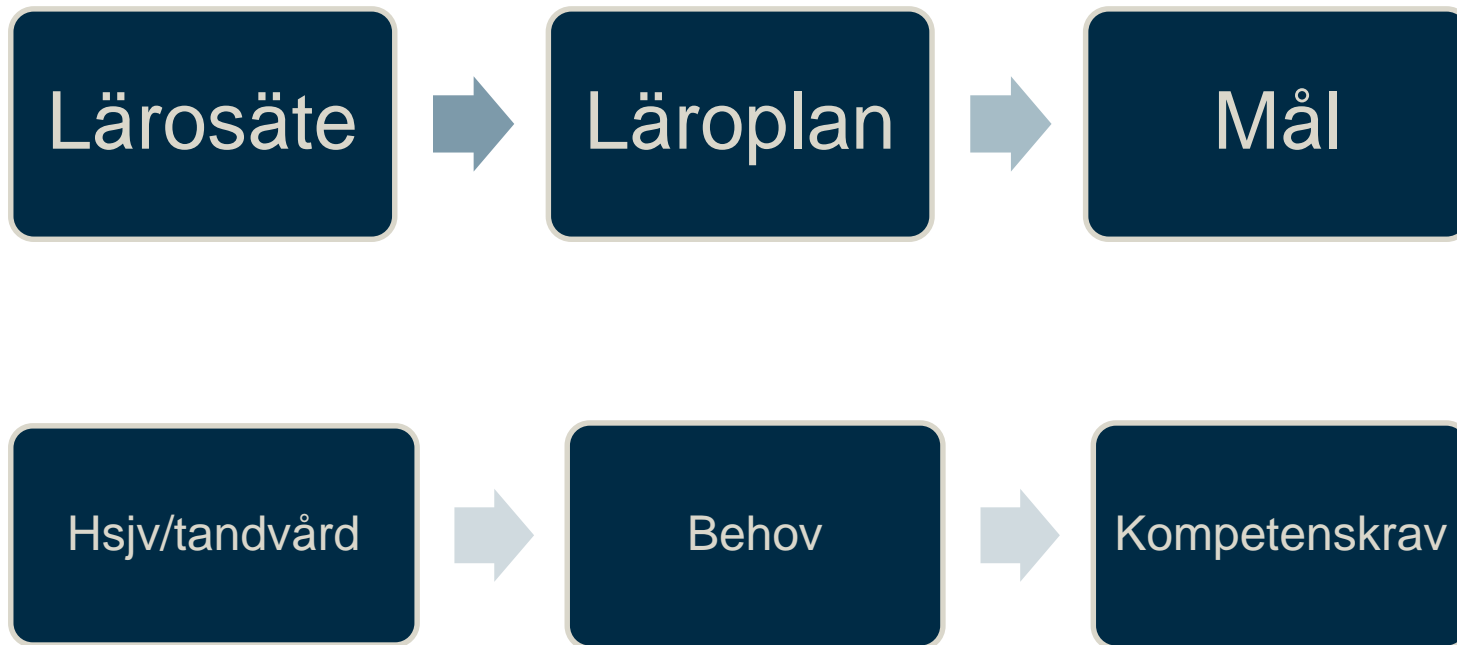 Lärosäte
Läroplan
Mål
Hsjv/tandvård
Behov
Kompetenskrav